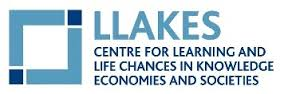 LLAKES
CENTRE FOR LEARNING AND
LIFE CHANCES IN KNOWLEDGE
ECONOMIES AND SOCIETIES